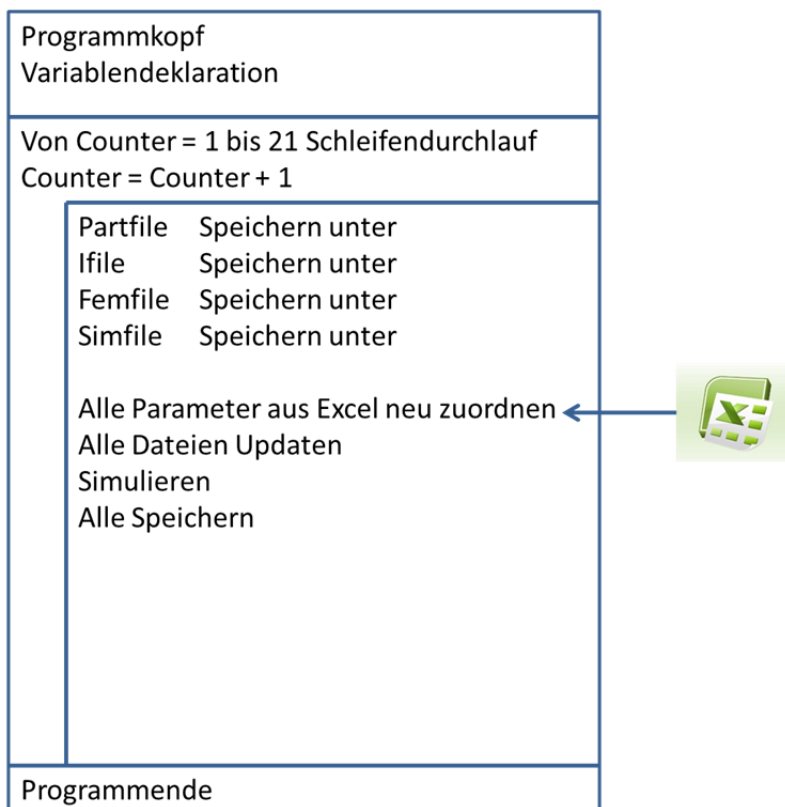 Programmkopf
Variablendeklaration
Von Counter = 1 bis 21 Schleifendurchlauf
Counter = Counter + 1
Partfile Speichern unter
Ifile Speichern unter
Femfile Speichern unter
Simfile Speichern unter
Alle Parameter aus Excel neu zuordnen
Alle Dateien Updaten
Simulieren
Alle Speichern
Programmende